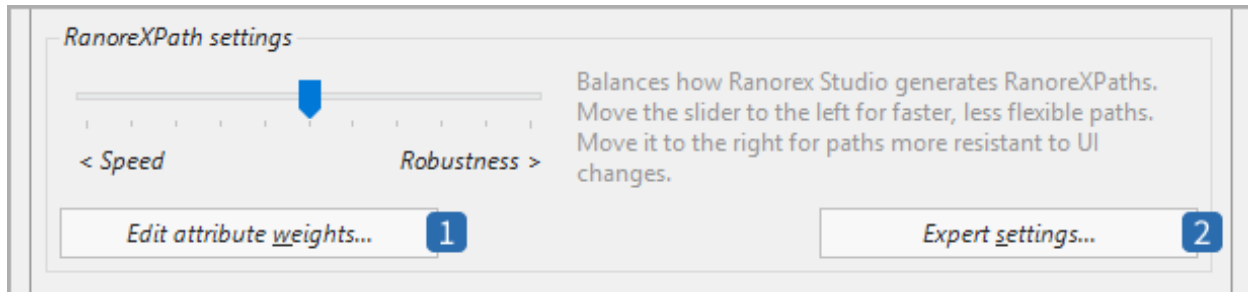 RanoreXPath settings
Balances how Ranorex Studio generates RanoreXPaths.
Move the slider to the left for faster, less flexible paths.
Move it to the right for paths more resistant to UI
changes.
< Speed
Robustness >
Edit attribute weights...
1
Expert settings...
2